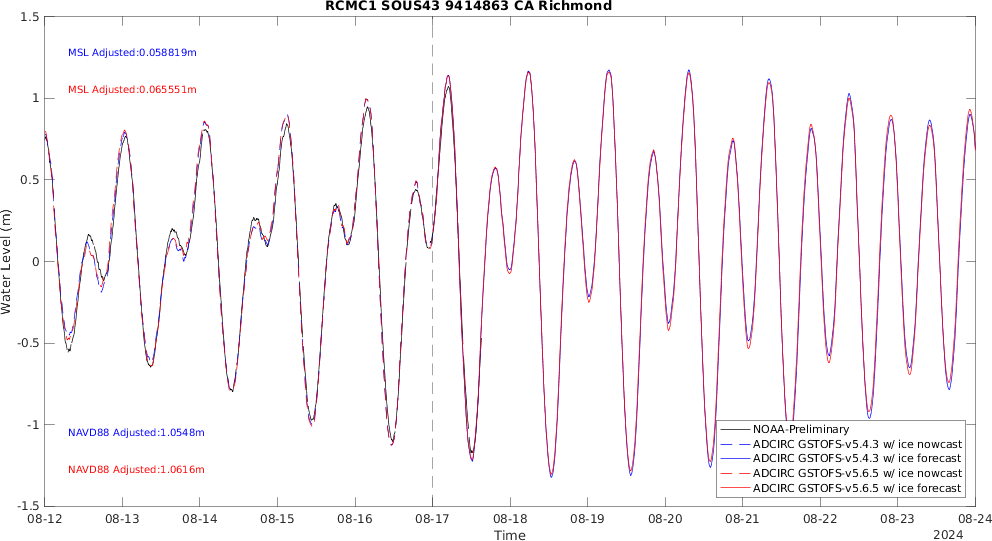 RCMC1 SOUS43 9414863 CA Richmond
1.5
1
0.5
0
-0.5
-1
-1.5
Water Level (m)
MSL Adjusted:0.058819m
MSL Adjusted:0.065551m
NAVD88 Adjusted:1.0548m
NAVD88 Adjusted:1.0616m
NOAA-Preliminary
ADCIRC GSTOFS-v5.4.3 w/ ice nowcast
ADCIRC GSTOFS-v5.4.3 w/ ice forecast
ADCIRC GSTOFS-v5.6.5 w/ ice nowcast
ADCIRC GSTOFS-v5.6.5 w/ ice forecast
08-12 08-13 08-14 08-15 08-16 08-17 08-18 08-19 08-20 08-21 08-22 08-23 08-24
Time
2024